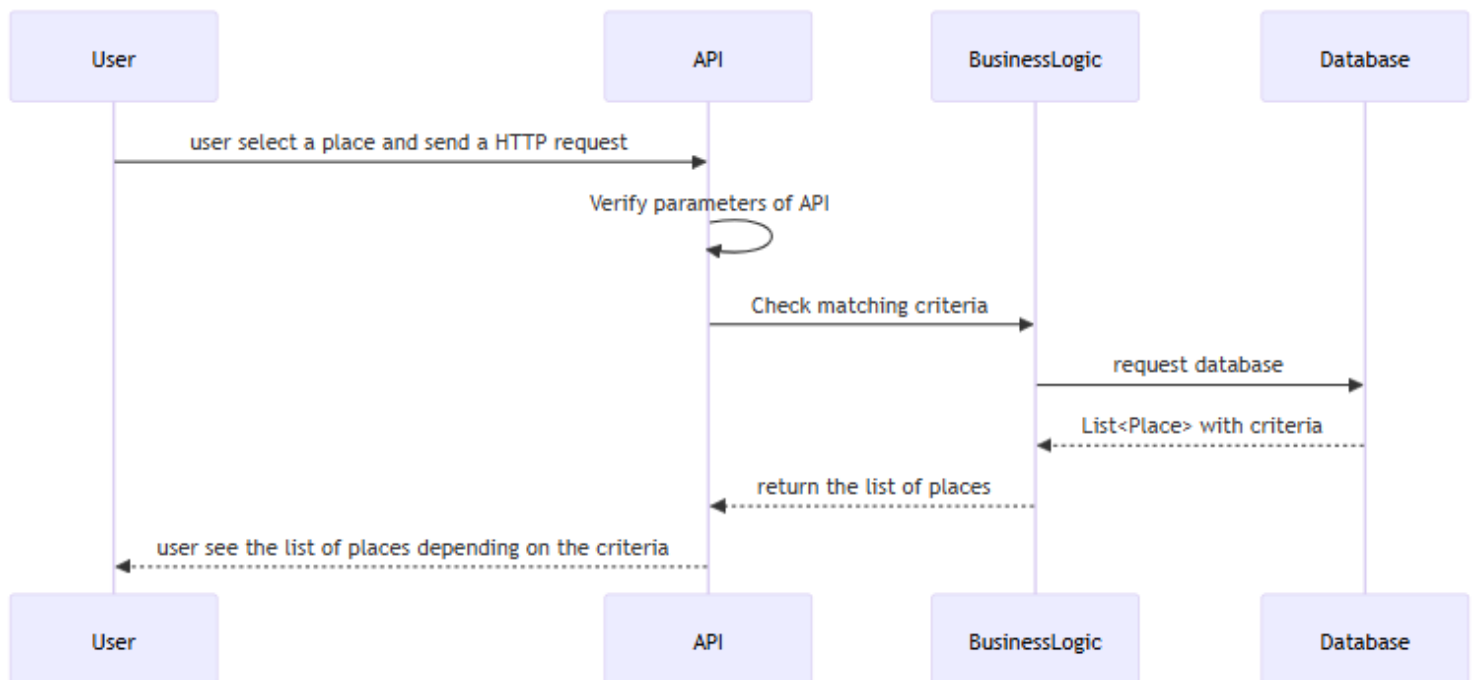 User
API
BusinessLogic
Database
user select a place and send a HTTP request
Verify parameters of API
Check matching criteria
request database
List<Place> with criteria
return the list of places
user see the list of places depending on the criteria
User
API
BusinessLogic
Database